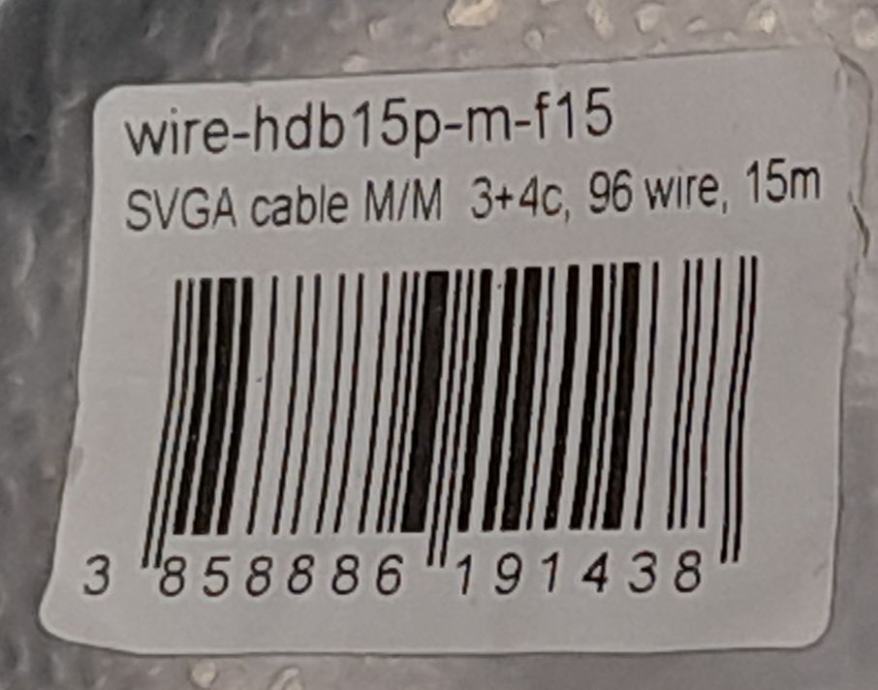 wire-hdb15p-m-f15
SVGA cable M/M 3+4c, 96 wire, 15m
3 858886 191438